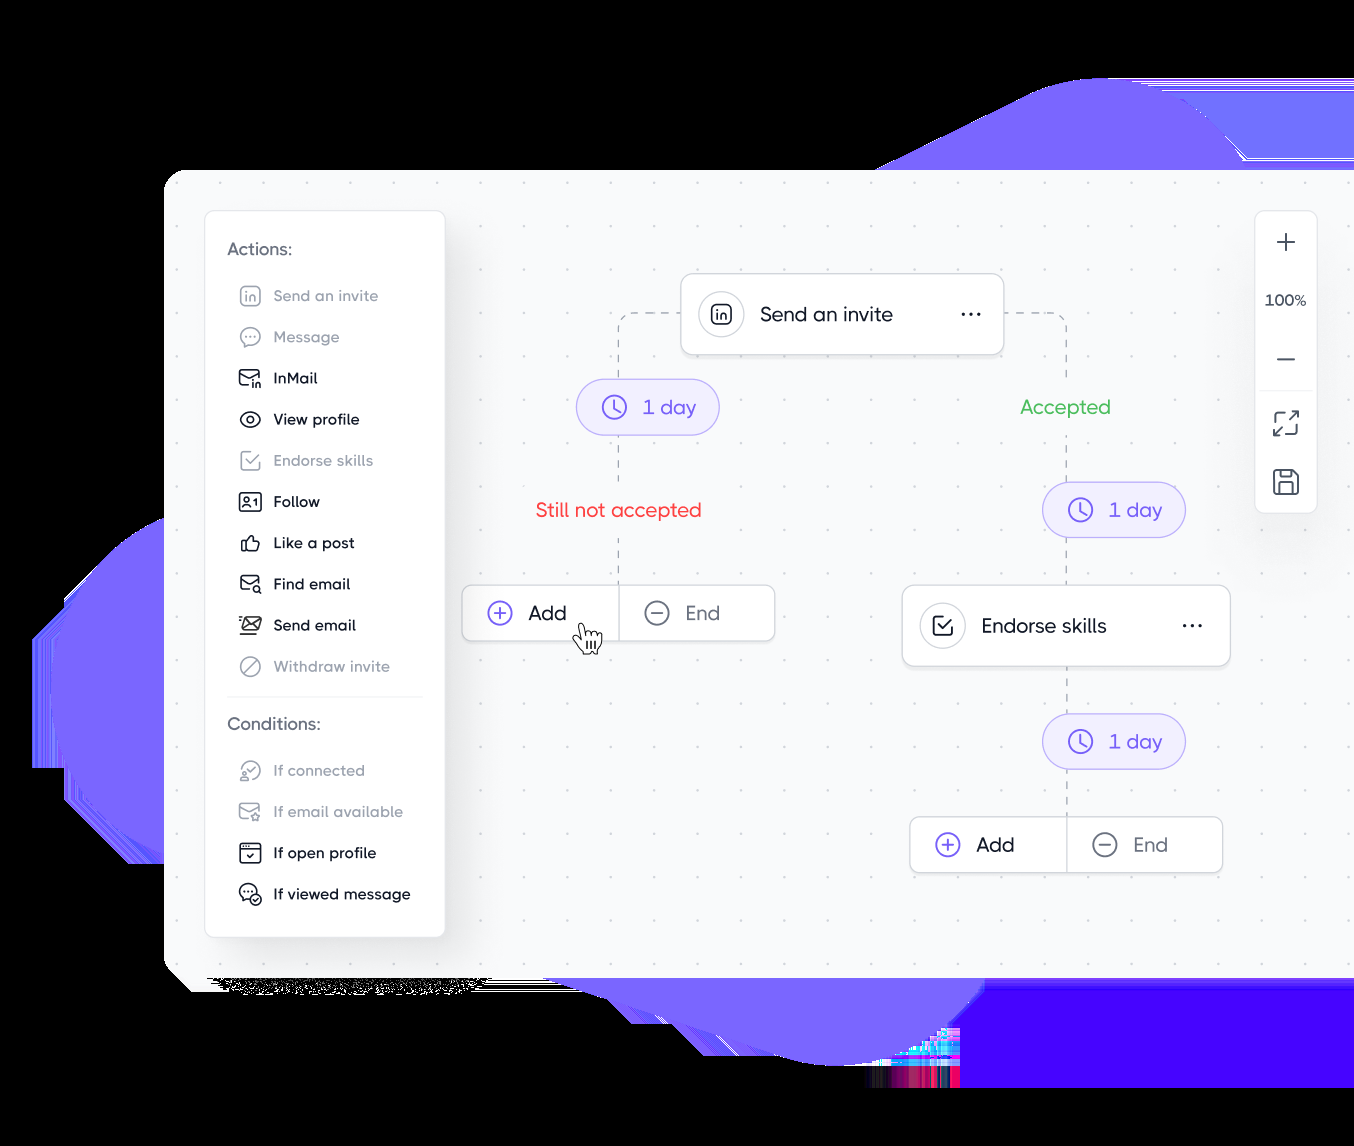 Actions:
Send an invite
Message
InMail
View profile
Endorse skills
Follow
Like a post
Find email
Send email
Withdraw invite
Conditions:
If connected
If email available
If open profile
If viewed message
in Send an invite ...
1 day
Still not accepted
Add
End
Accepted
1 day
Endorse skills ...
1 day
Add
End
+
100%
−